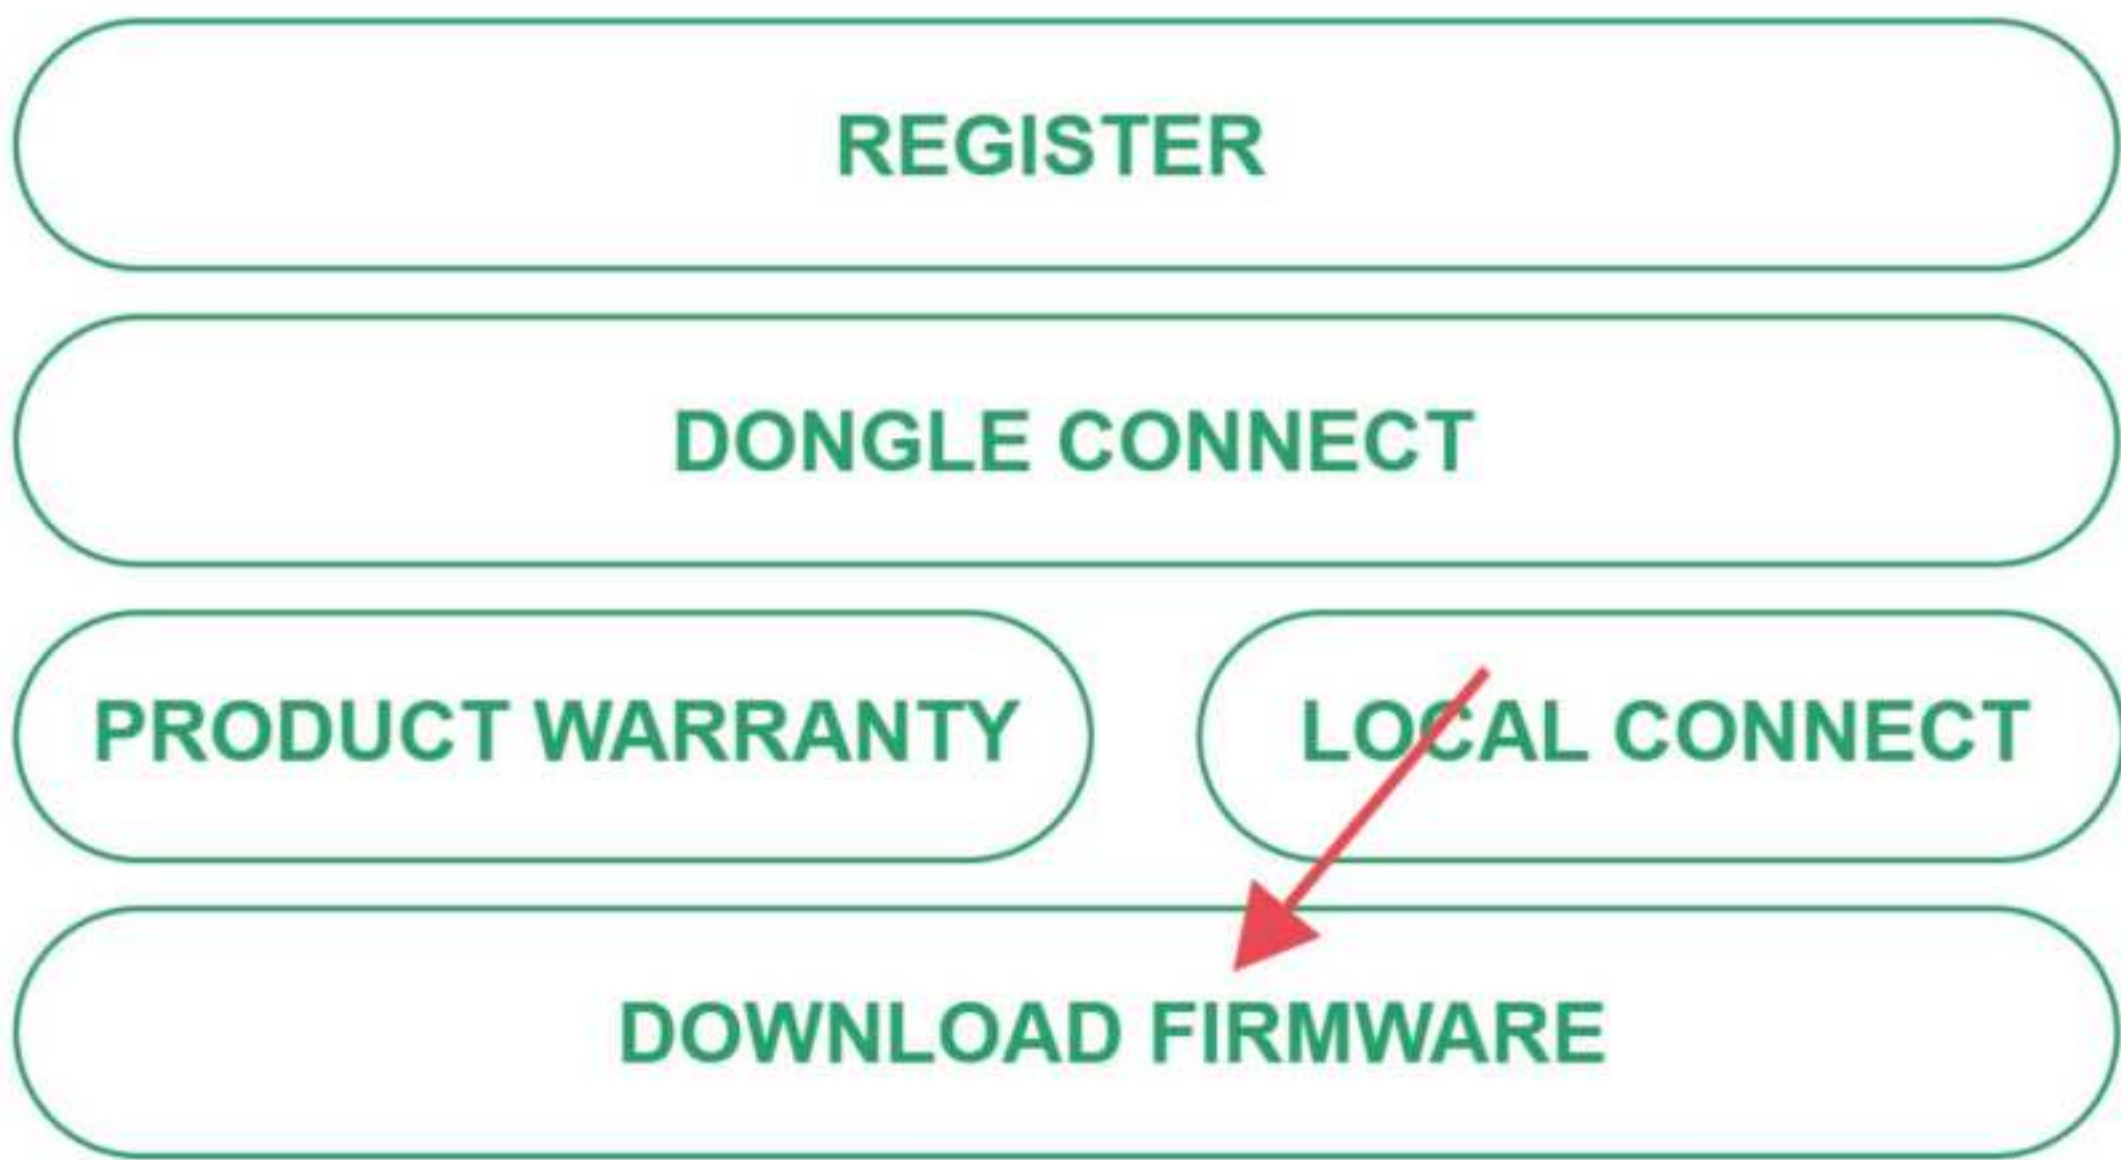 REGISTER
DONGLE CONNECT
PRODUCT WARRANTY
LOCAL CONNECT
DOWNLOAD FIRMWARE